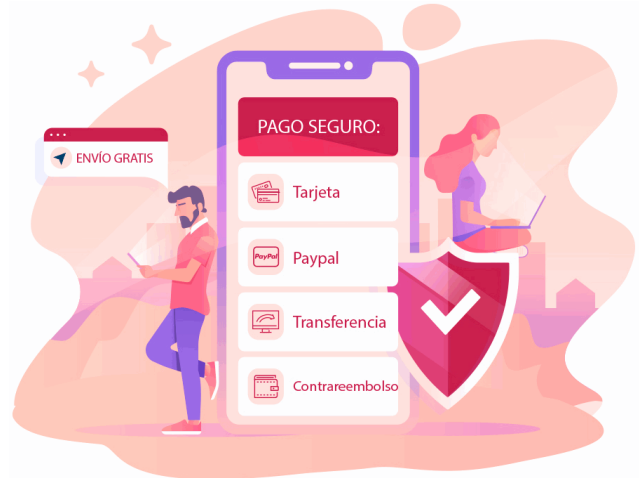 PAGO SEGURO:
ENVÍO GRATIS
Tarjeta
PayPal
Paypal
Transferencia
Contrareembolso